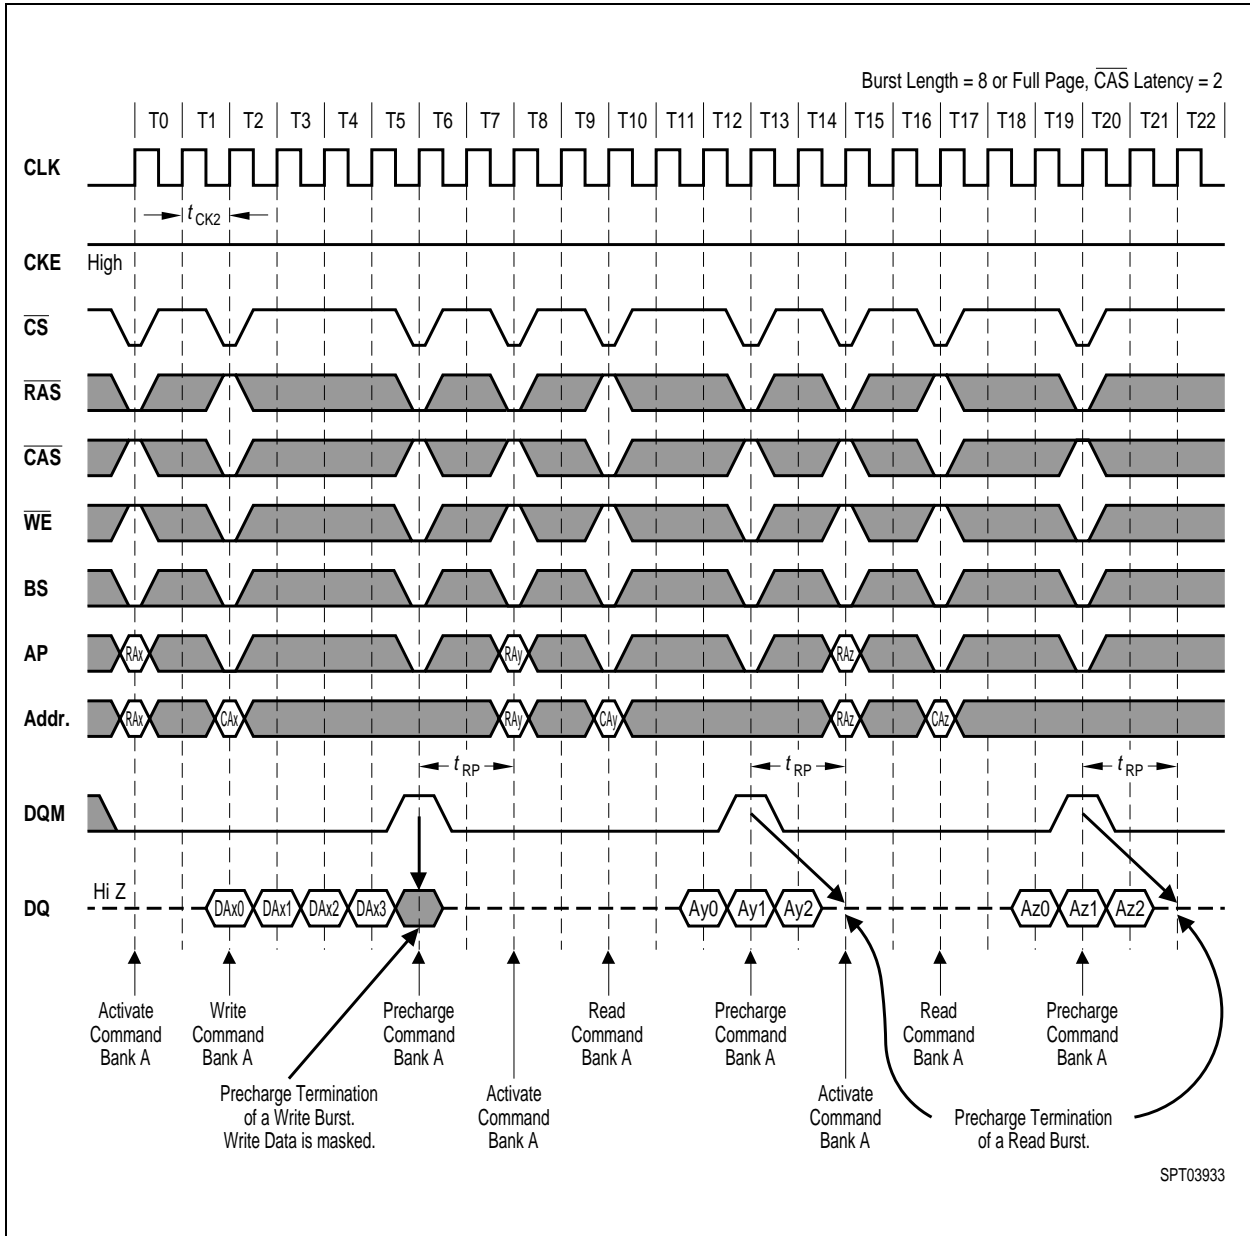 Burst Length = 8 or Full Page, CAS Latency = 2
T0 T1 T2 T3 T4 T5 T6 T7 T8 T9 T10 T11 T12 T13 T14 T15 T16 T17 T18 T19 T20 T21 T22
CLK
t CK2
CKE High
CS
RAS
CAS
WE
BS
AP RAx RAy RAz
Addr. RAx CAx RAy CAy RAz CAz
t RP t RP t RP
DQM
Hi Z
DQ DAx0 DAx1 DAx2 DAx3 Ay0 Ay1 Ay2 Az0 Az1 Az2
Activate
Command
Bank A
Write
Command
Bank A
Precharge
Command
Bank A
Read
Command
Bank A
Precharge
Command
Bank A
Read
Command
Bank A
Precharge
Command
Bank A
Precharge Termination
of a Write Burst.
Write Data is masked.
Activate
Command
Bank A
Activate
Command
Bank A
Precharge Termination
of a Read Burst.
SPT03933